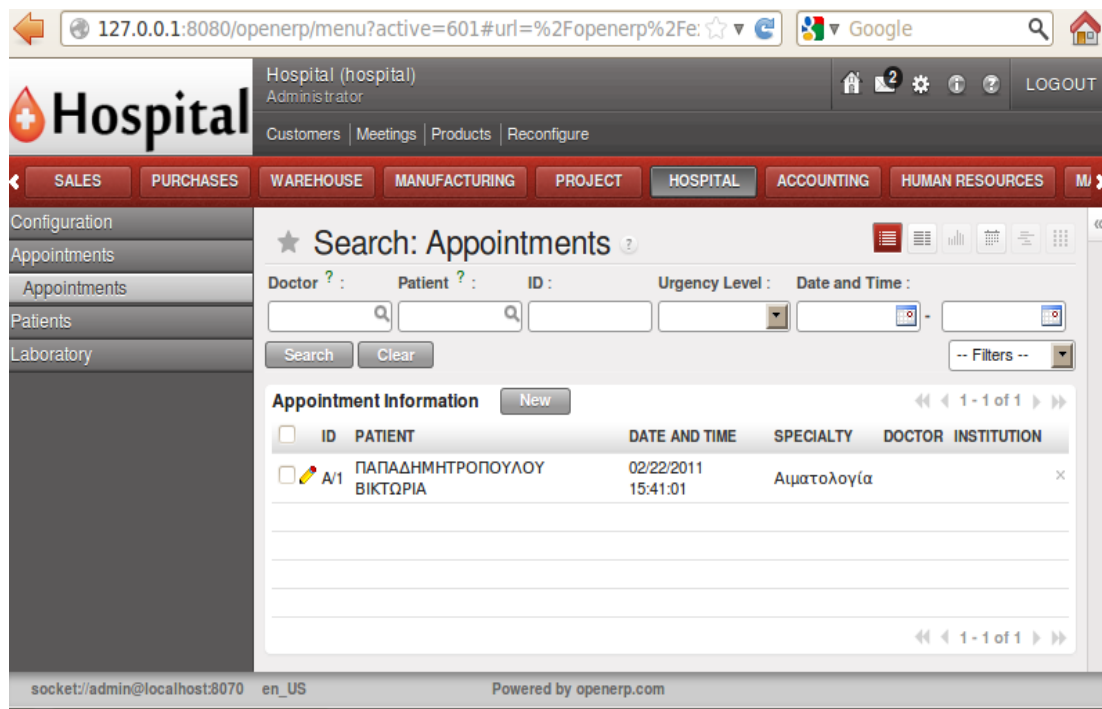 127.0.0.1:8080/openerp/menu?active=601#url=%2Fopenerp%2Fe:
Google
Hospital
Hospital (hospital)
Administrator
2
LOGOUT
Customers | Meetings | Products | Reconfigure
SALES PURCHASES WAREHOUSE MANUFACTURING PROJECT HOSPITAL ACCOUNTING HUMAN RESOURCES
Configuration
Appointments
Appointments
Patients
Laboratory
Search: Appointments ?
Doctor ? : Patient ? : ID : Urgency Level : Date and Time :
-
Search Clear -- Filters --
Appointment Information New 1 - 1 of 1
ID PATIENT DATE AND TIME SPECIALTY DOCTOR INSTITUTION
A/1 ΠΑΠΑΔΗΜΗΤΡΟΠΟΥΛΟΥ ΒΙΚΤΩΡΙΑ 02/22/2011 15:41:01 Αιματολογία
1 - 1 of 1
socket://admin@localhost:8070 en_US Powered by openerp.com